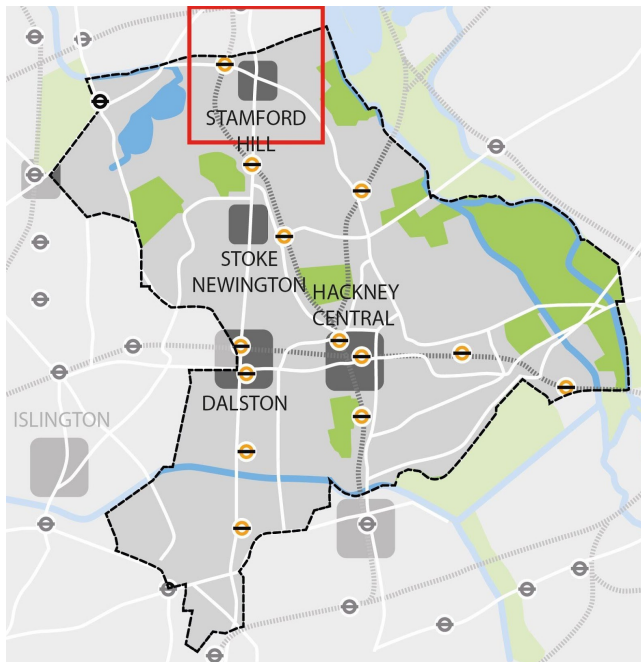 STAMFORD
HILL
STOKE
NEWINGTON
HACKNEY
CENTRAL
DALSTON
ISLINGTON